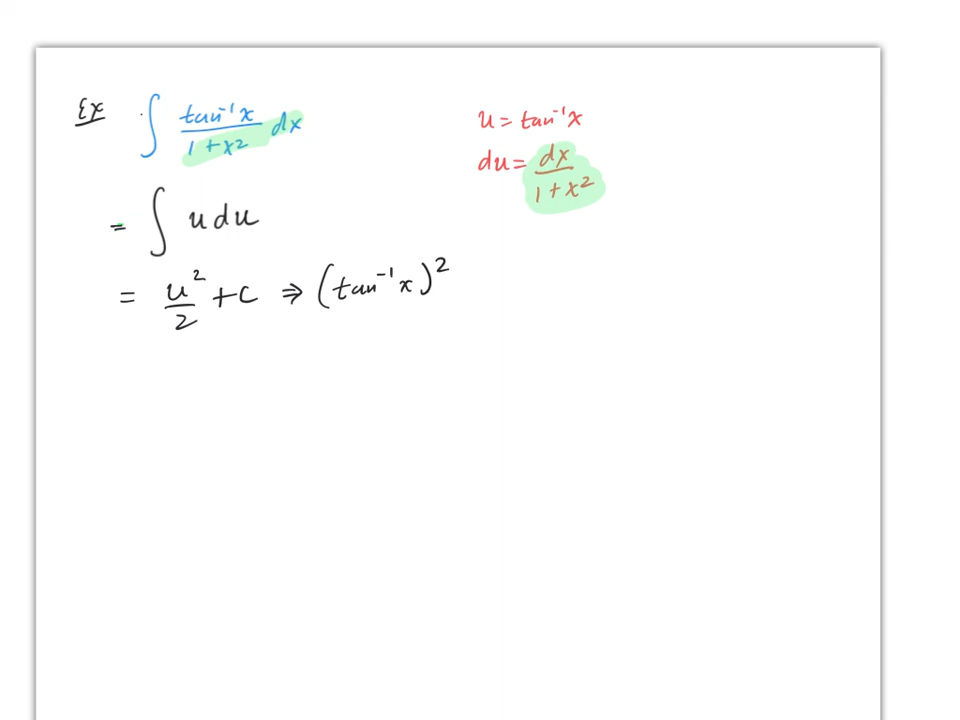 Ex ∫ tan⁻¹x / 1+x² dx
u = tan⁻¹x
du = dx / 1+x²
= ∫ u du
= u²/2 + c ⇒ (tan⁻¹x)²